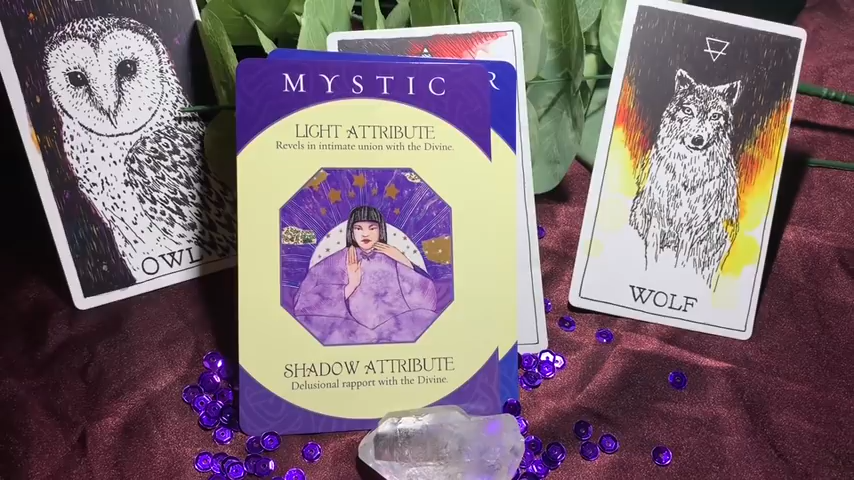 MYSTIC
LIGHT ATTRIBUTE
Revels in intimate union with the Divine.
SHADOW ATTRIBUTE
Delusional rapport with the Divine.
R
OWL
WOLF